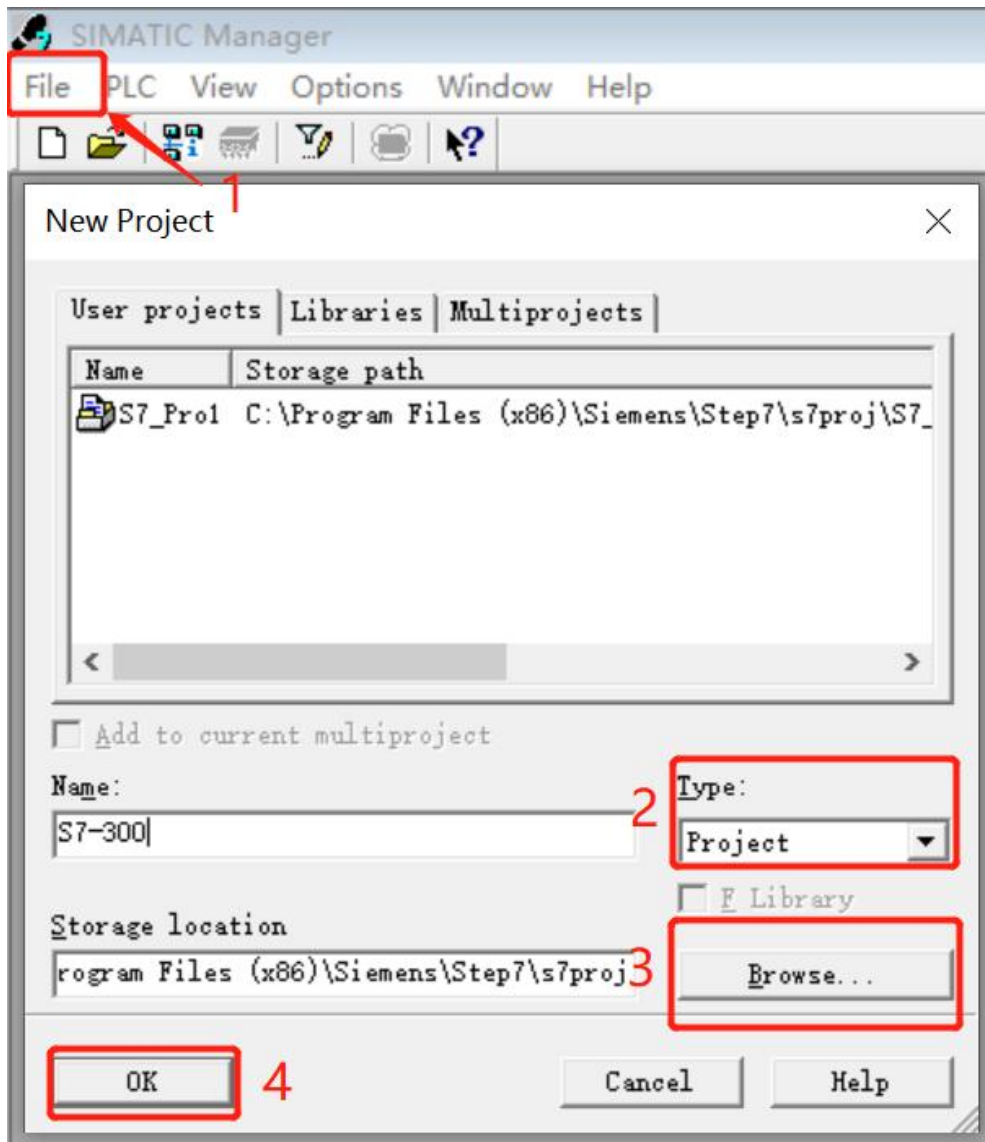 SIMATIC Manager
File PLC View Options Window Help
1
New Project
User projects Libraries Multiprojects
Name Storage path
S7_Pro1 C:\Program Files (x86)\Siemens\Step7\s7proj\S7_
Add to current multiproject
Name:
2 Type:
S7-300
Project
F Library
Storage location
rogram Files (x86)\Siemens\Step7\s7proj
3 Browse...
OK 4 Cancel Help